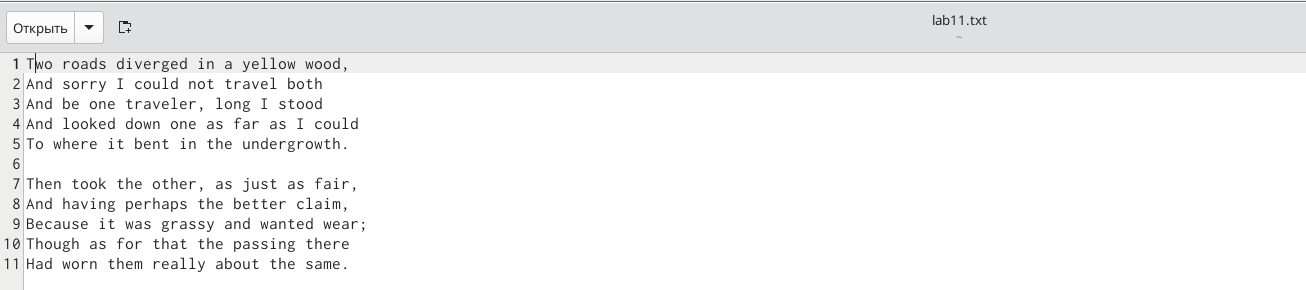 Открыть
lab11.txt
~
1 Two roads diverged in a yellow wood,
2 And sorry I could not travel both
3 And be one traveler, long I stood
4 And looked down one as far as I could
5 To where it bent in the undergrowth.
6
7 Then took the other, as just as fair,
8 And having perhaps the better claim,
9 Because it was grassy and wanted wear;
10 Though as for that the passing there
11 Had worn them really about the same.